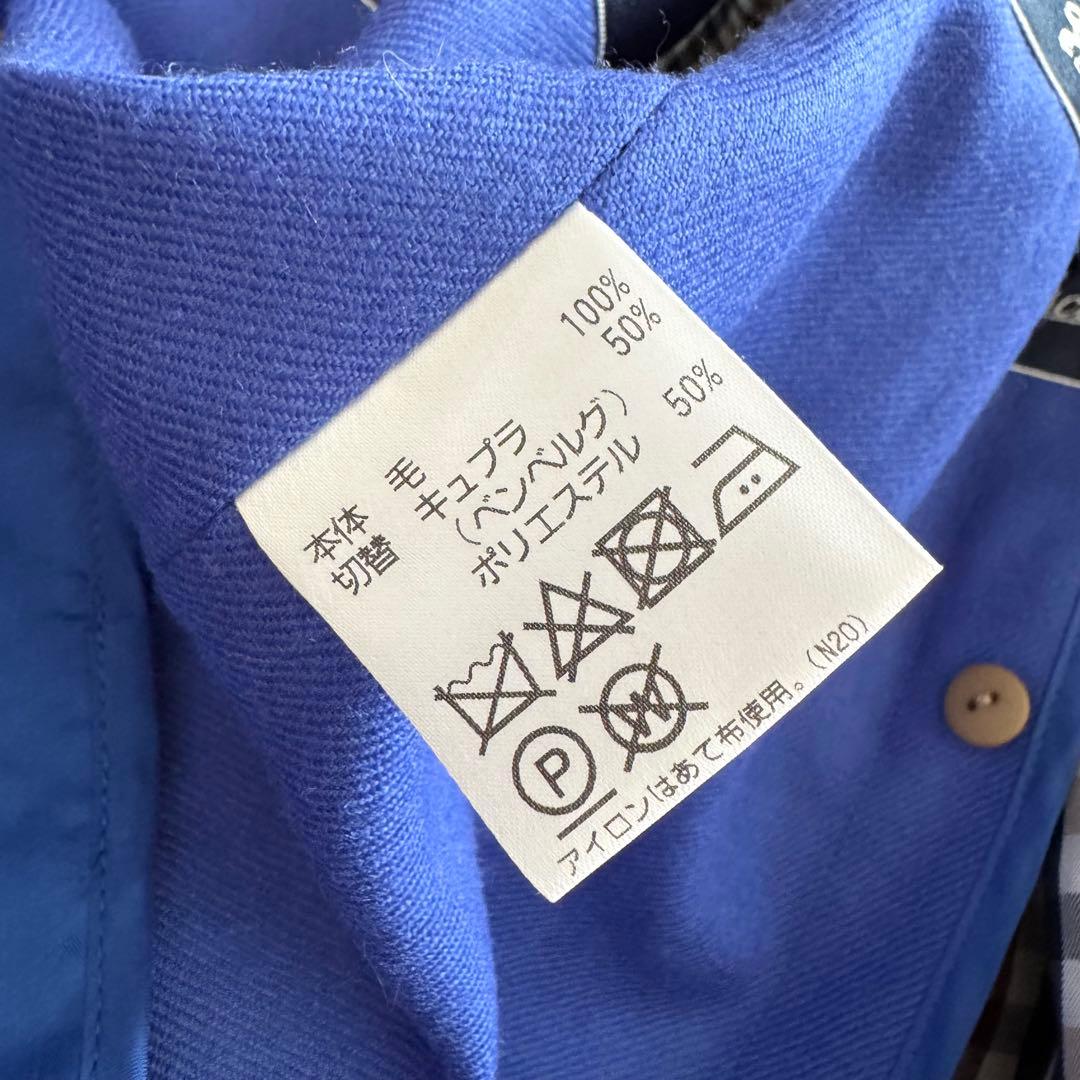 本体 毛 100%
切替 キュプラ 50%
(ベンベルグ)
ポリエステル 50%
P
W
アイロンはあて布使用。(N20)